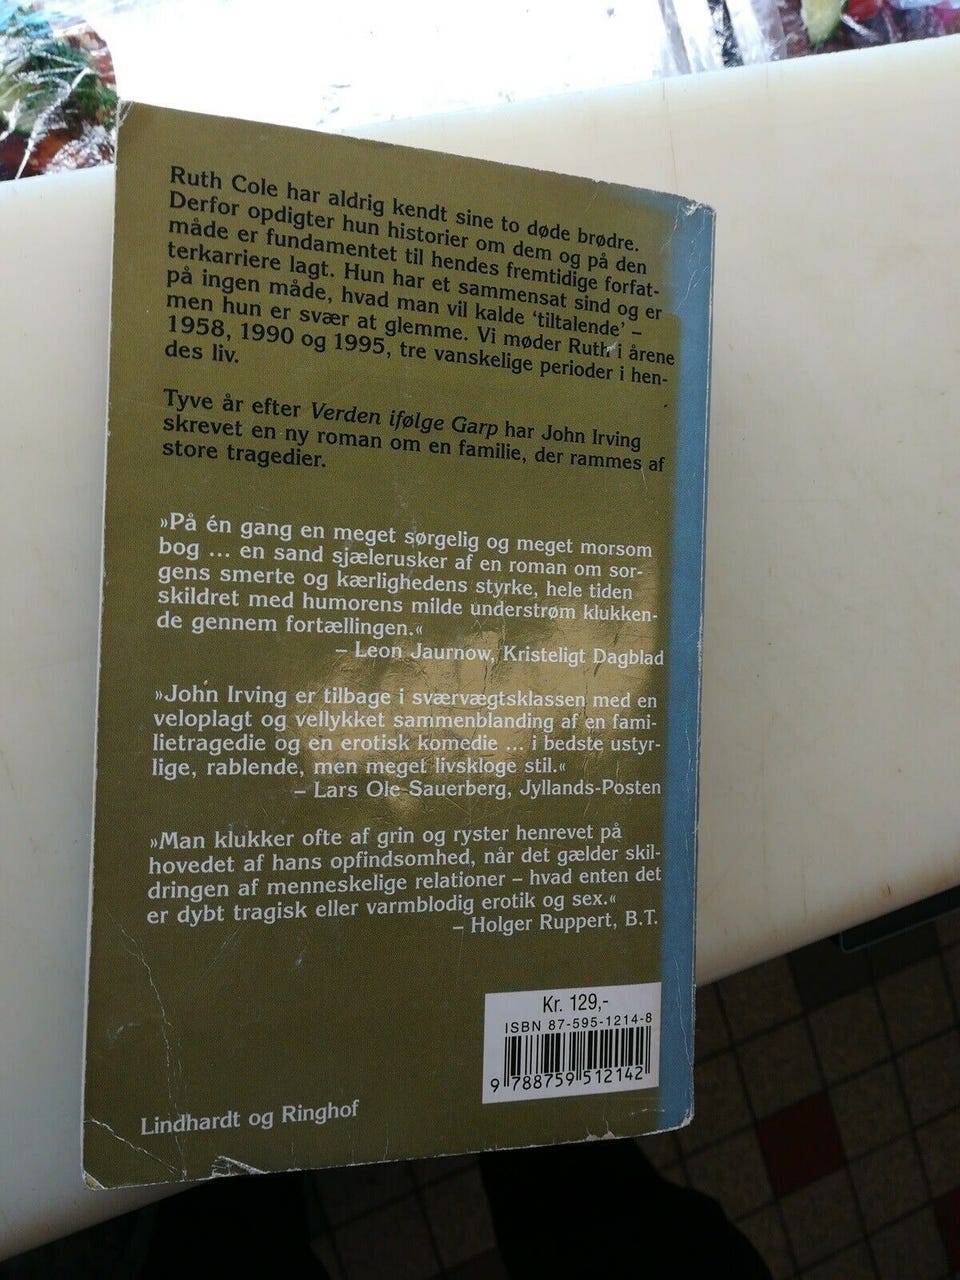 Ruth Cole har aldrig kendt sine to døde brødre.
Derfor opdigter hun historier om dem og på den
måde er fundamentet til hendes fremtidige forfat-
terkarriere lagt. Hun har et sammensat sind og er
på ingen måde, hvad man vil kalde ‘tiltalende’ –
men hun er svær at glemme. Vi møder Ruth i årene
1958, 1990 og 1995, tre vanskelige perioder i hen-
des liv.
Tyve år efter Verden ifølge Garp har John Irving
skrevet en ny roman om en familie, der rammes af
store tragedier.
»På én gang en meget sørgelig og meget morsom
bog ... en sand sjælerusker af en roman om sor-
gens smerte og kærlighedens styrke, hele tiden
skildret med humorens milde understrøm klukken-
de gennem fortællingen.«
– Leon Jaurnow, Kristeligt Dagblad
»John Irving er tilbage i sværvægtsklassen med en
veloplagt og vellykket sammenblanding af en fami-
lietragedie og en erotisk komedie ... i bedste ustyr-
lige, rablende, men meget livskloge stil.«
– Lars Ole Sauerberg, Jyllands-Posten
»Man klukker ofte af grin og ryster henrevet på
hovedet af hans opfindsomhed, når det gælder skil-
dringen af menneskelige relationer – hvad enten det
er dybt tragisk eller varmblodig erotik og sex.«
– Holger Ruppert, B.T.
Kr. 129,-
ISBN 87-595-1214-8
9 788759 512142
Lindhardt og Ringhof